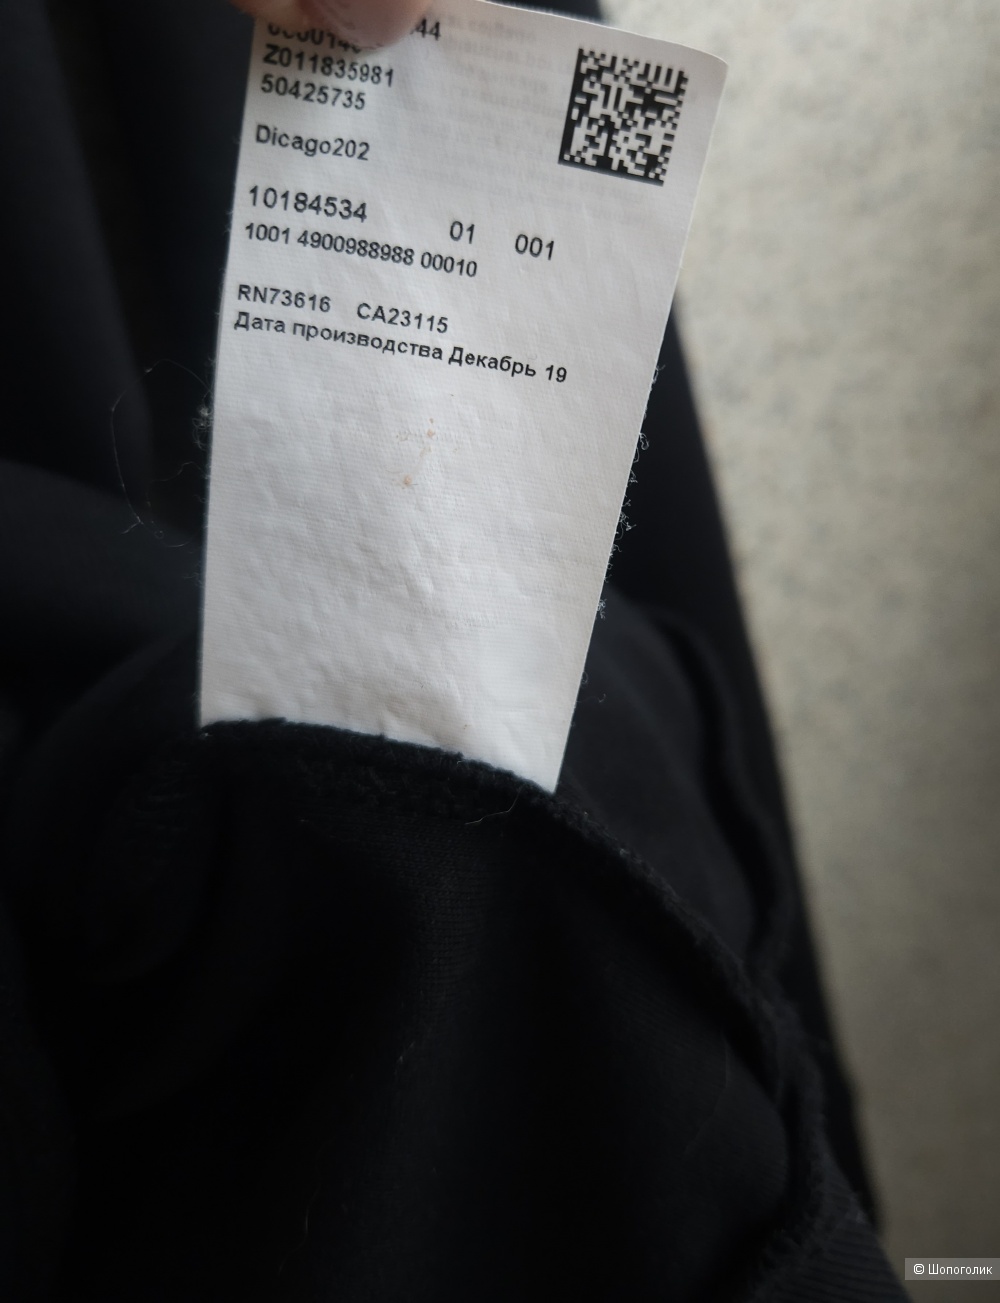 Z011835981
50425735
Dicago202
10184534 01 001
1001 4900988988 00010
RN73616 CA23115
Дата производства Декабрь 19
© Шопоголик